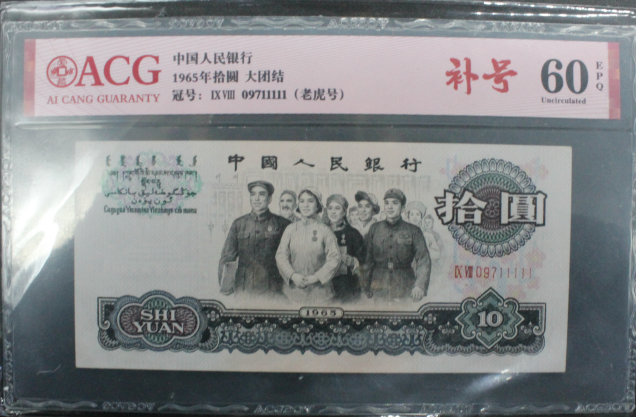 ACG
AI CANG GUARANTY
中国人民银行
1965年拾圆 大团结
冠号: IX VIII 09711111 (老虎号)
补号
60
EPQ
Uncirculated
中國人民銀行
拾圓
IX VIII 09711111
1965
SHI
YUAN
10